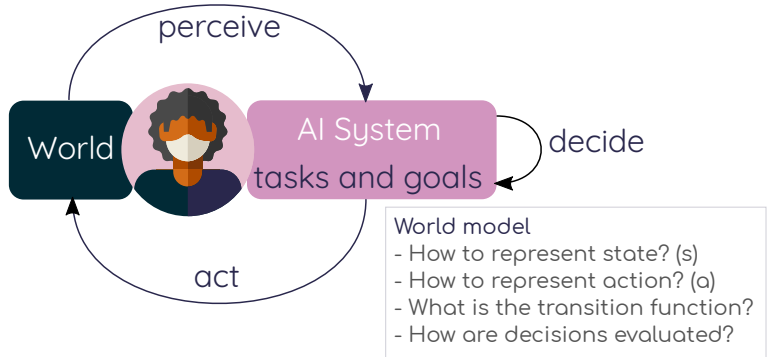 perceive
World
AI System
tasks and goals
decide
act
World model
- How to represent state? (s)
- How to represent action? (a)
- What is the transition function?
- How are decisions evaluated?